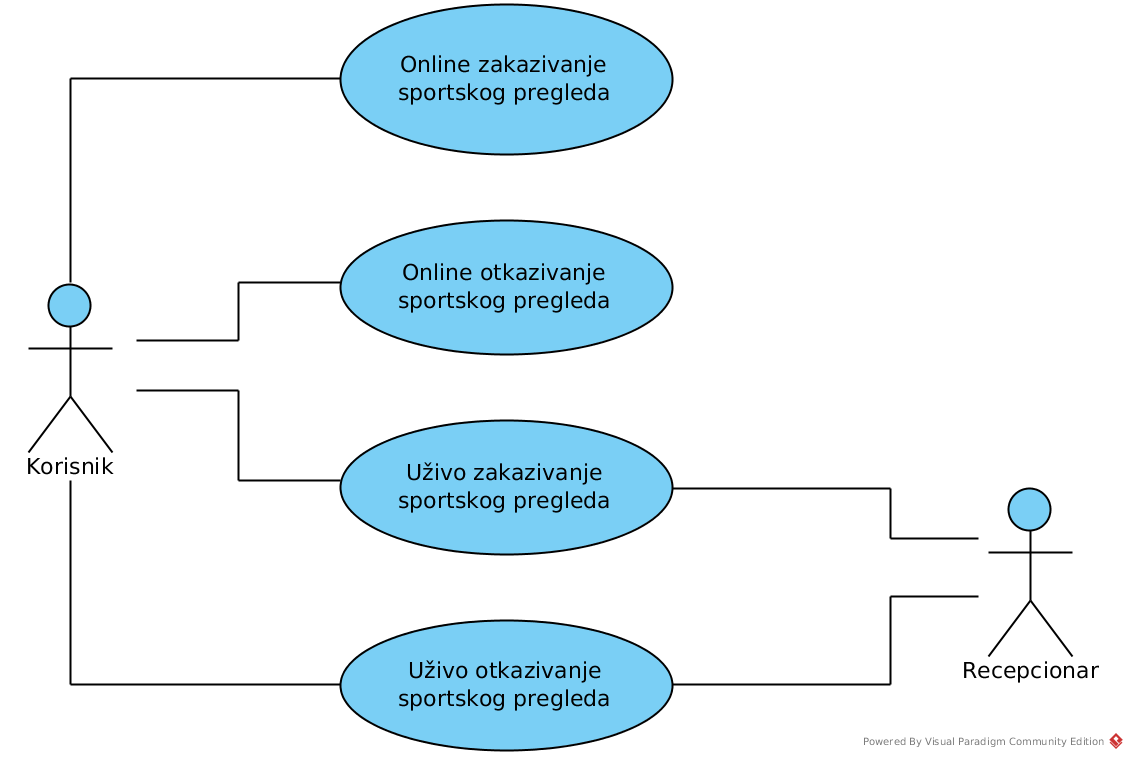 Online zakazivanje
sportskog pregleda
Online otkazivanje
sportskog pregleda
Korisnik
Uživo zakazivanje
sportskog pregleda
Uživo otkazivanje
sportskog pregleda
Recepcionar
Powered By Visual Paradigm Community Edition